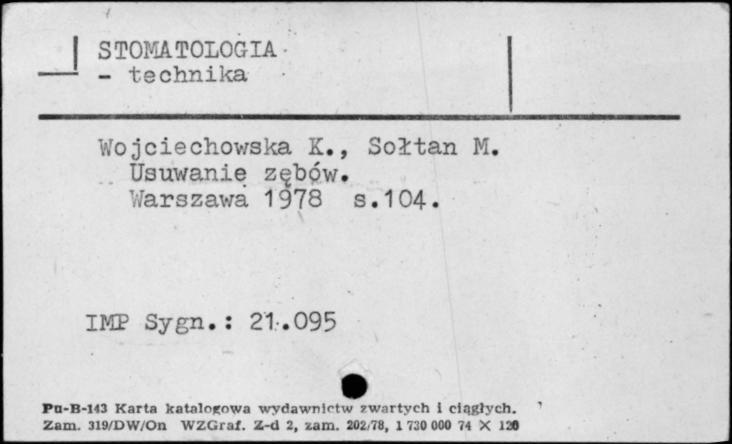 STOMATOLOGIA
- technika
Wojciechowska K., Sołtan M.
Usuwanie zębów.
Warszawa 1978 s.104.
IMP Sygn.: 21.095
Pu-B-143 Karta katalogowa wydawnictw zwartych i ciągłych.
Zam. 319/DW/On WZGraf. Z-d 2, zam. 202/78, 1 730 000 74 X 120